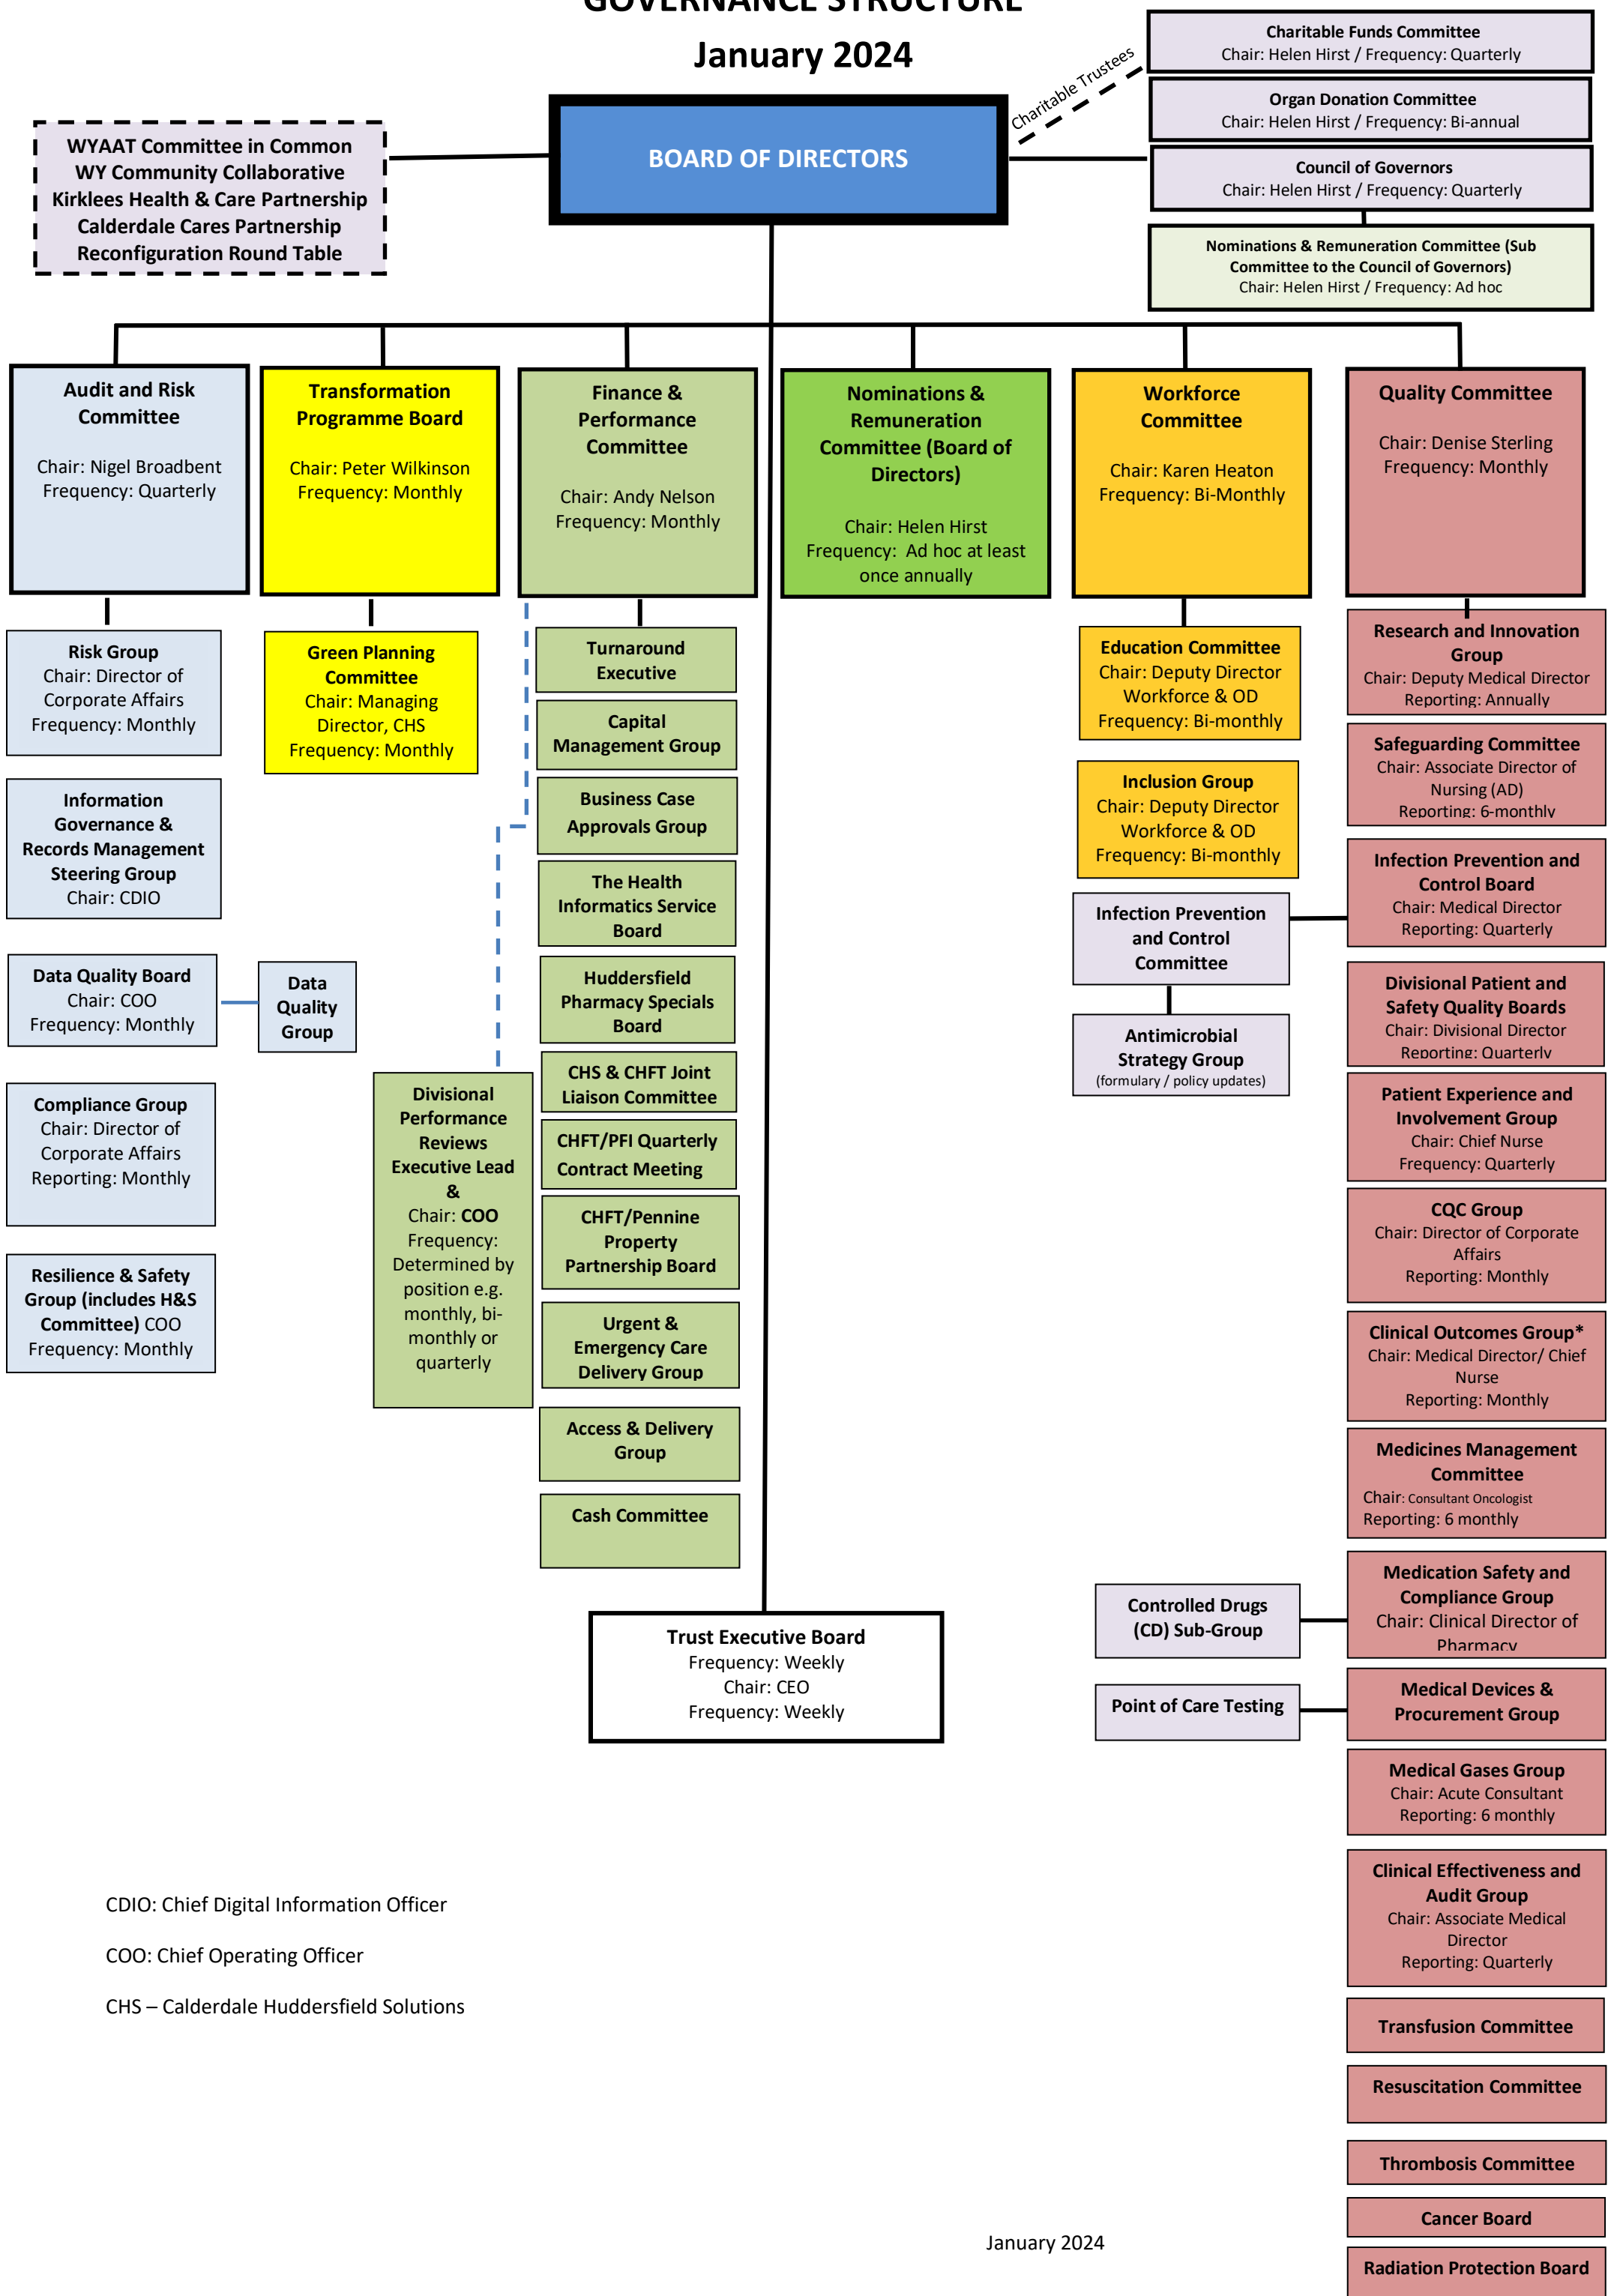 GOVERNANCE STRUCTURE
January 2024
Charitable Trustees
Charitable Funds Committee
Chair: Helen Hirst / Frequency: Quarterly
Organ Donation Committee
Chair: Helen Hirst / Frequency: Bi-annual
Council of Governors
Chair: Helen Hirst / Frequency: Quarterly
Nominations & Remuneration Committee (Sub
Committee to the Council of Governors)
Chair: Helen Hirst / Frequency: Ad hoc
WYAAT Committee in Common
WY Community Collaborative
Kirklees Health & Care Partnership
Calderdale Cares Partnership
Reconfiguration Round Table
BOARD OF DIRECTORS
Audit and Risk
Committee
Chair: Nigel Broadbent
Frequency: Quarterly
Transformation
Programme Board
Chair: Peter Wilkinson
Frequency: Monthly
Finance &
Performance
Committee
Chair: Andy Nelson
Frequency: Monthly
Nominations &
Remuneration
Committee (Board of
Directors)
Chair: Helen Hirst
Frequency: Ad hoc at least
once annually
Workforce
Committee
Chair: Karen Heaton
Frequency: Bi-Monthly
Quality Committee
Chair: Denise Sterling
Frequency: Monthly
Risk Group
Chair: Director of
Corporate Affairs
Frequency: Monthly
Information
Governance &
Records Management
Steering Group
Chair: CDIO
Data Quality Board
Chair: COO
Frequency: Monthly
Data
Quality
Group
Compliance Group
Chair: Director of
Corporate Affairs
Reporting: Monthly
Resilience & Safety
Group (includes H&S
Committee) COO
Frequency: Monthly
Green Planning
Committee
Chair: Managing
Director, CHS
Frequency: Monthly
Turnaround
Executive
Capital
Management Group
Business Case
Approvals Group
The Health
Informatics Service
Board
Huddersfield
Pharmacy Specials
Board
CHS & CHFT Joint
Liaison Committee
CHFT/PFI Quarterly
Contract Meeting
CHFT/Pennine
Property
Partnership Board
Urgent &
Emergency Care
Delivery Group
Access & Delivery
Group
Cash Committee
Divisional
Performance
Reviews
Executive Lead
&
Chair: COO
Frequency:
Determined by
position e.g.
monthly, bi-
monthly or
quarterly
Trust Executive Board
Frequency: Weekly
Chair: CEO
Frequency: Weekly
Education Committee
Chair: Deputy Director
Workforce & OD
Frequency: Bi-monthly
Inclusion Group
Chair: Deputy Director
Workforce & OD
Frequency: Bi-monthly
Infection Prevention
and Control
Committee
Antimicrobial
Strategy Group
(formulary / policy updates)
Controlled Drugs
(CD) Sub-Group
Point of Care Testing
Research and Innovation
Group
Chair: Deputy Medical Director
Reporting: Annually
Safeguarding Committee
Chair: Associate Director of
Nursing (AD)
Reporting: 6-monthly
Infection Prevention and
Control Board
Chair: Medical Director
Reporting: Quarterly
Divisional Patient and
Safety Quality Boards
Chair: Divisional Director
Reporting: Quarterly
Patient Experience and
Involvement Group
Chair: Chief Nurse
Frequency: Quarterly
CQC Group
Chair: Director of Corporate
Affairs
Reporting: Monthly
Clinical Outcomes Group*
Chair: Medical Director/ Chief
Nurse
Reporting: Monthly
Medicines Management
Committee
Chair: Consultant Oncologist
Reporting: 6 monthly
Medication Safety and
Compliance Group
Chair: Clinical Director of
Pharmacy
Medical Devices &
Procurement Group
Medical Gases Group
Chair: Acute Consultant
Reporting: 6 monthly
Clinical Effectiveness and
Audit Group
Chair: Associate Medical
Director
Reporting: Quarterly
Transfusion Committee
Resuscitation Committee
Thrombosis Committee
Cancer Board
Radiation Protection Board
CDIO: Chief Digital Information Officer
COO: Chief Operating Officer
CHS – Calderdale Huddersfield Solutions
January 2024